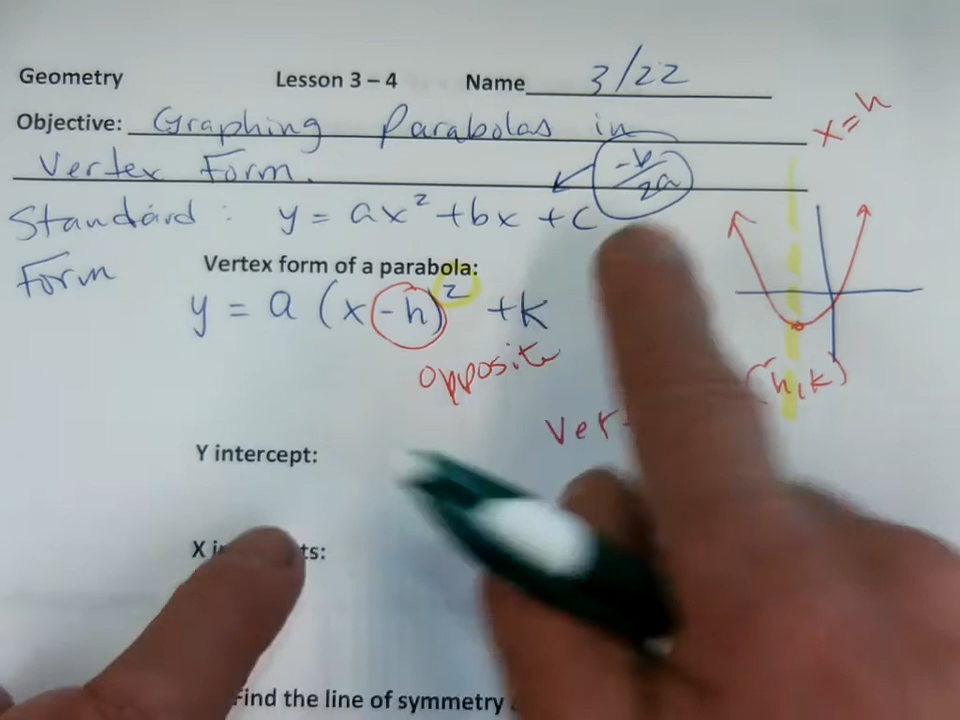 Geometry Lesson 3 – 4 Name 3/22
Objective: Graphing Parabolas in
Vertex Form.
x = h
-b/2a
Standard : y = ax² + bx + c
Form
Vertex form of a parabola:
y = a (x - h)² + k
opposite
(h, k)
Ver
Y intercept:
X
Find the line of symmetry